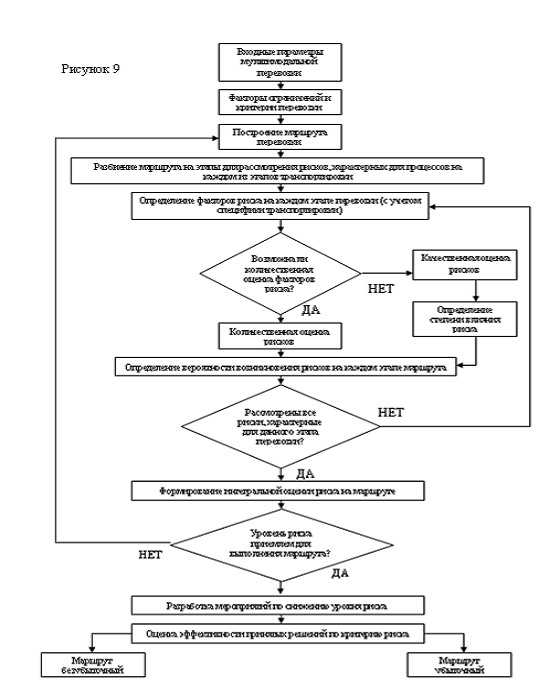 Рисунок 9
Входные параметры
мультимодальной
перевозки
Факторы ограничений и
критерии перевозки
Построение маршрута
перевозки
Разбиение маршрута на этапы для рассмотрения рисков, характерных для процессов на
каждом из этапов транспортировки
Определение факторов риска на каждом этапе перевозки (с учетом
специфики транспортировки)
Возможна ли
количественная
оценка факторов
риска?
НЕТ
Качественная оценка
рисков
ДА
Определение
степени влияния
риска
Количественная оценка
рисков
Определение вероятности возникновения рисков на каждом этапе маршрута
Рассмотрены все
риски, характерные
для данного этапа
перевозки?
НЕТ
ДА
Формирование интегральной оценки риска на маршруте
Уровень риска
приемлем для
выполнения маршрута?
НЕТ
ДА
Разработка мероприятий по снижению уровня риска
Оценка эффективности принятых решений по критерию риска
Маршрут
безубыточный
Маршрут
убыточный